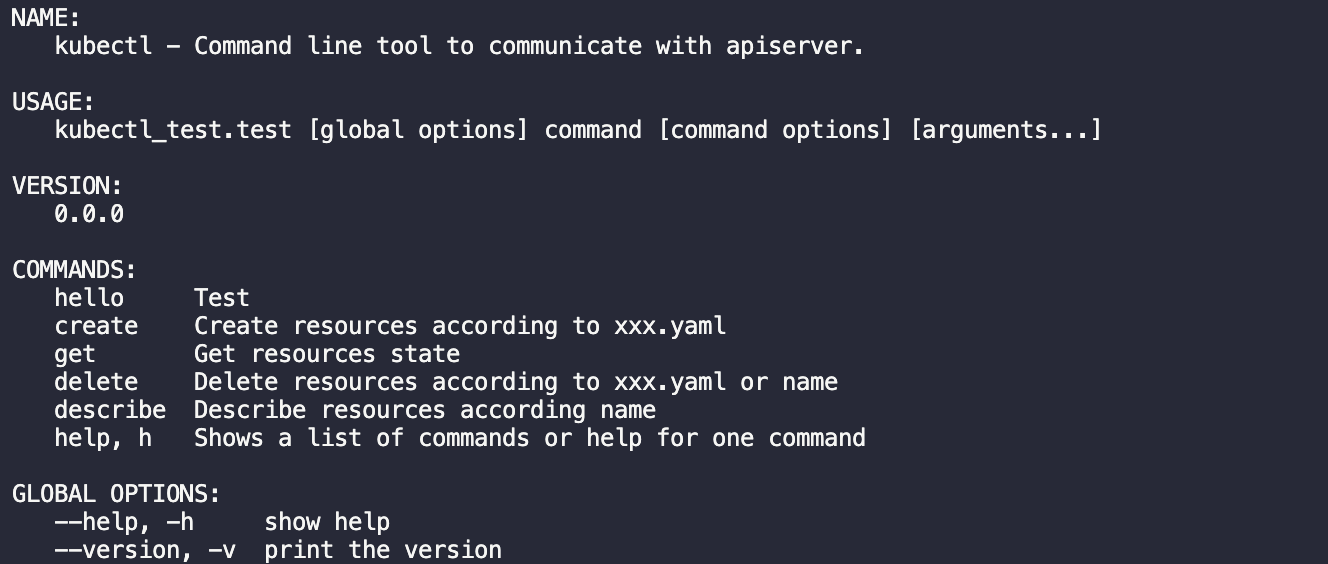 NAME:
kubectl - Command line tool to communicate with apiserver.
USAGE:
kubectl_test.test [global options] command [command options] [arguments...]
VERSION:
0.0.0
COMMANDS:
hello     Test
create    Create resources according to xxx.yaml
get       Get resources state
delete    Delete resources according to xxx.yaml or name
describe  Describe resources according name
help, h   Shows a list of commands or help for one command
GLOBAL OPTIONS:
--help, -h     show help
--version, -v  print the version